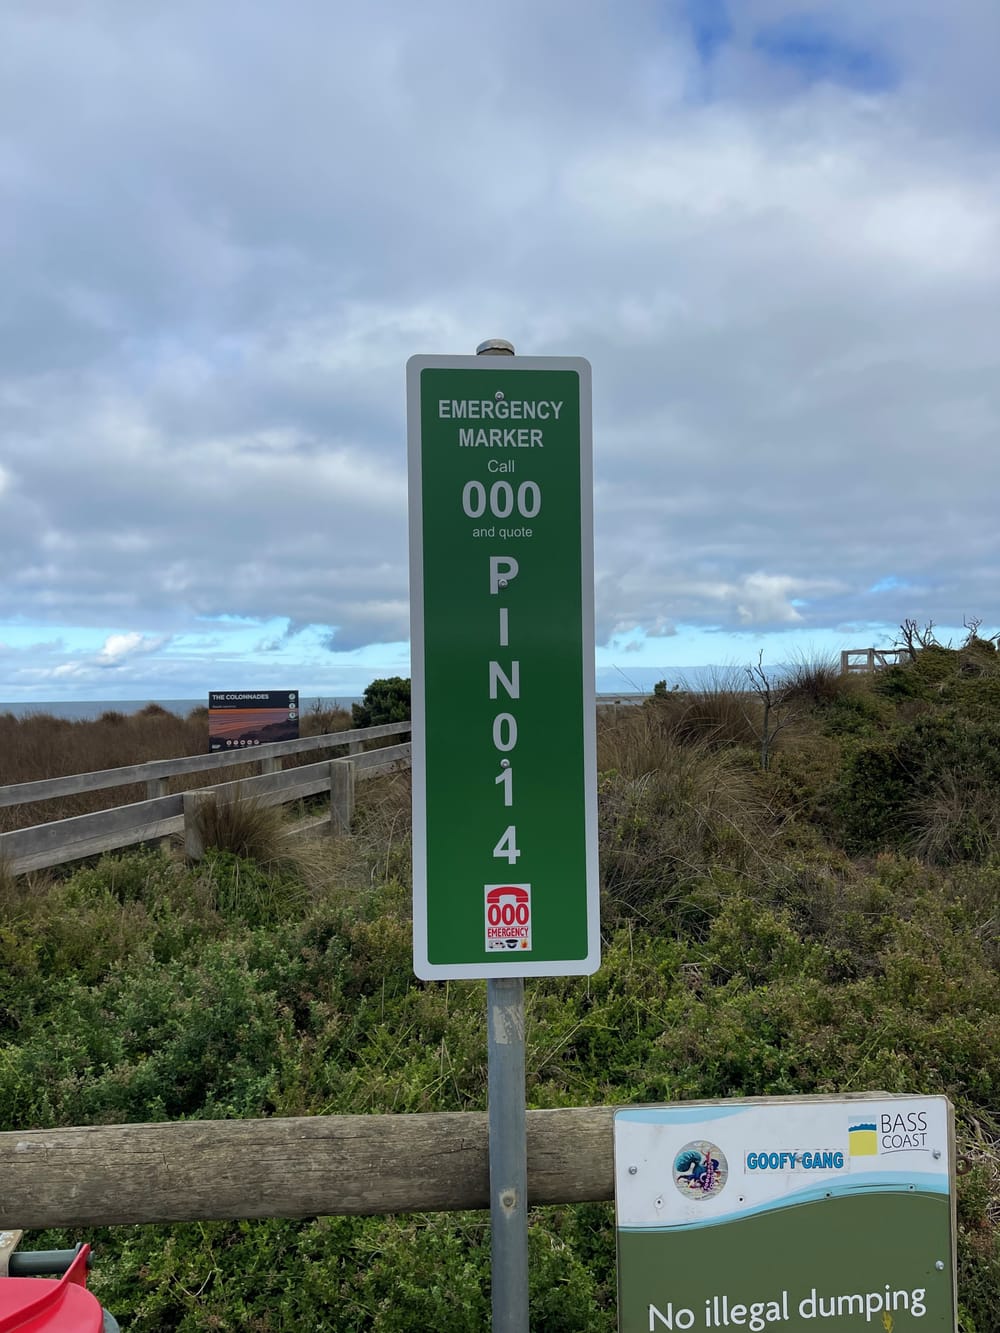 EMERGENCY
MARKER
Call
000
and quote
P
I
N
0
1
4
000
EMERGENCY
THE COLONNADES
GOOFY GANG
BASS
COAST
No illegal dumping